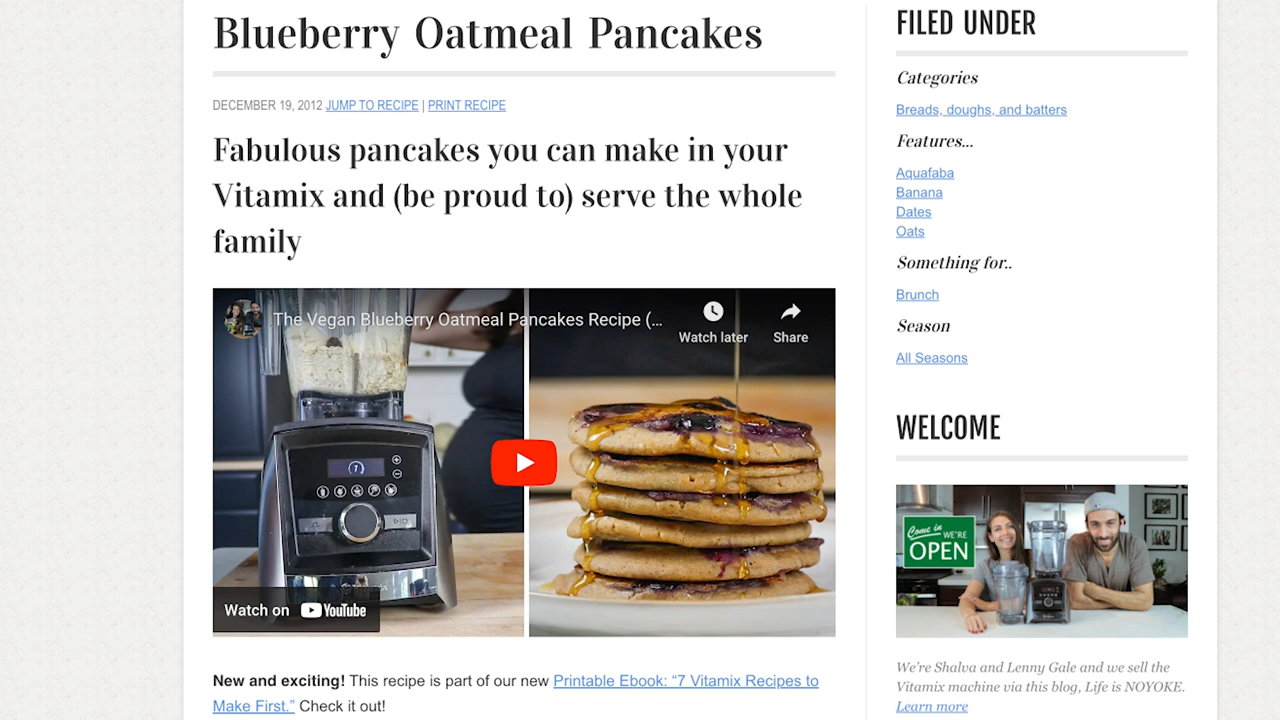 Blueberry Oatmeal Pancakes
DECEMBER 19, 2012 JUMP TO RECIPE | PRINT RECIPE
Fabulous pancakes you can make in your
Vitamix and (be proud to) serve the whole
family
The Vegan Blueberry Oatmeal Pancakes Recipe (...
Watch later
Share
Watch on YouTube
New and exciting! This recipe is part of our new Printable Ebook: “7 Vitamix Recipes to
Make First.” Check it out!
FILED UNDER
Categories
Breads, doughs, and batters
Features...
Aquafaba
Banana
Dates
Oats
Something for..
Brunch
Season
All Seasons
WELCOME
Come in
WE'RE
OPEN
We're Shalva and Lenny Gale and we sell the
Vitamix machine via this blog, Life is NOYOKE.
Learn more